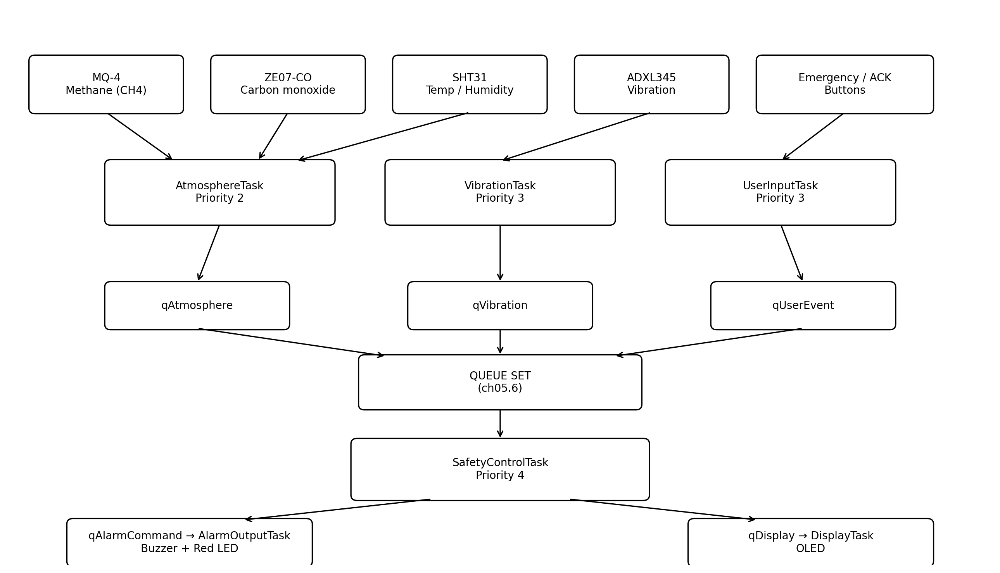 MQ-4
Methane (CH4)
ZE07-CO
Carbon monoxide
SHT31
Temp / Humidity
ADXL345
Vibration
Emergency / ACK
Buttons
AtmosphereTask
Priority 2
VibrationTask
Priority 3
UserInputTask
Priority 3
qAtmosphere
qVibration
qUserEvent
QUEUE SET
(ch05.6)
SafetyControlTask
Priority 4
qAlarmCommand → AlarmOutputTask
Buzzer + Red LED
qDisplay → DisplayTask
OLED